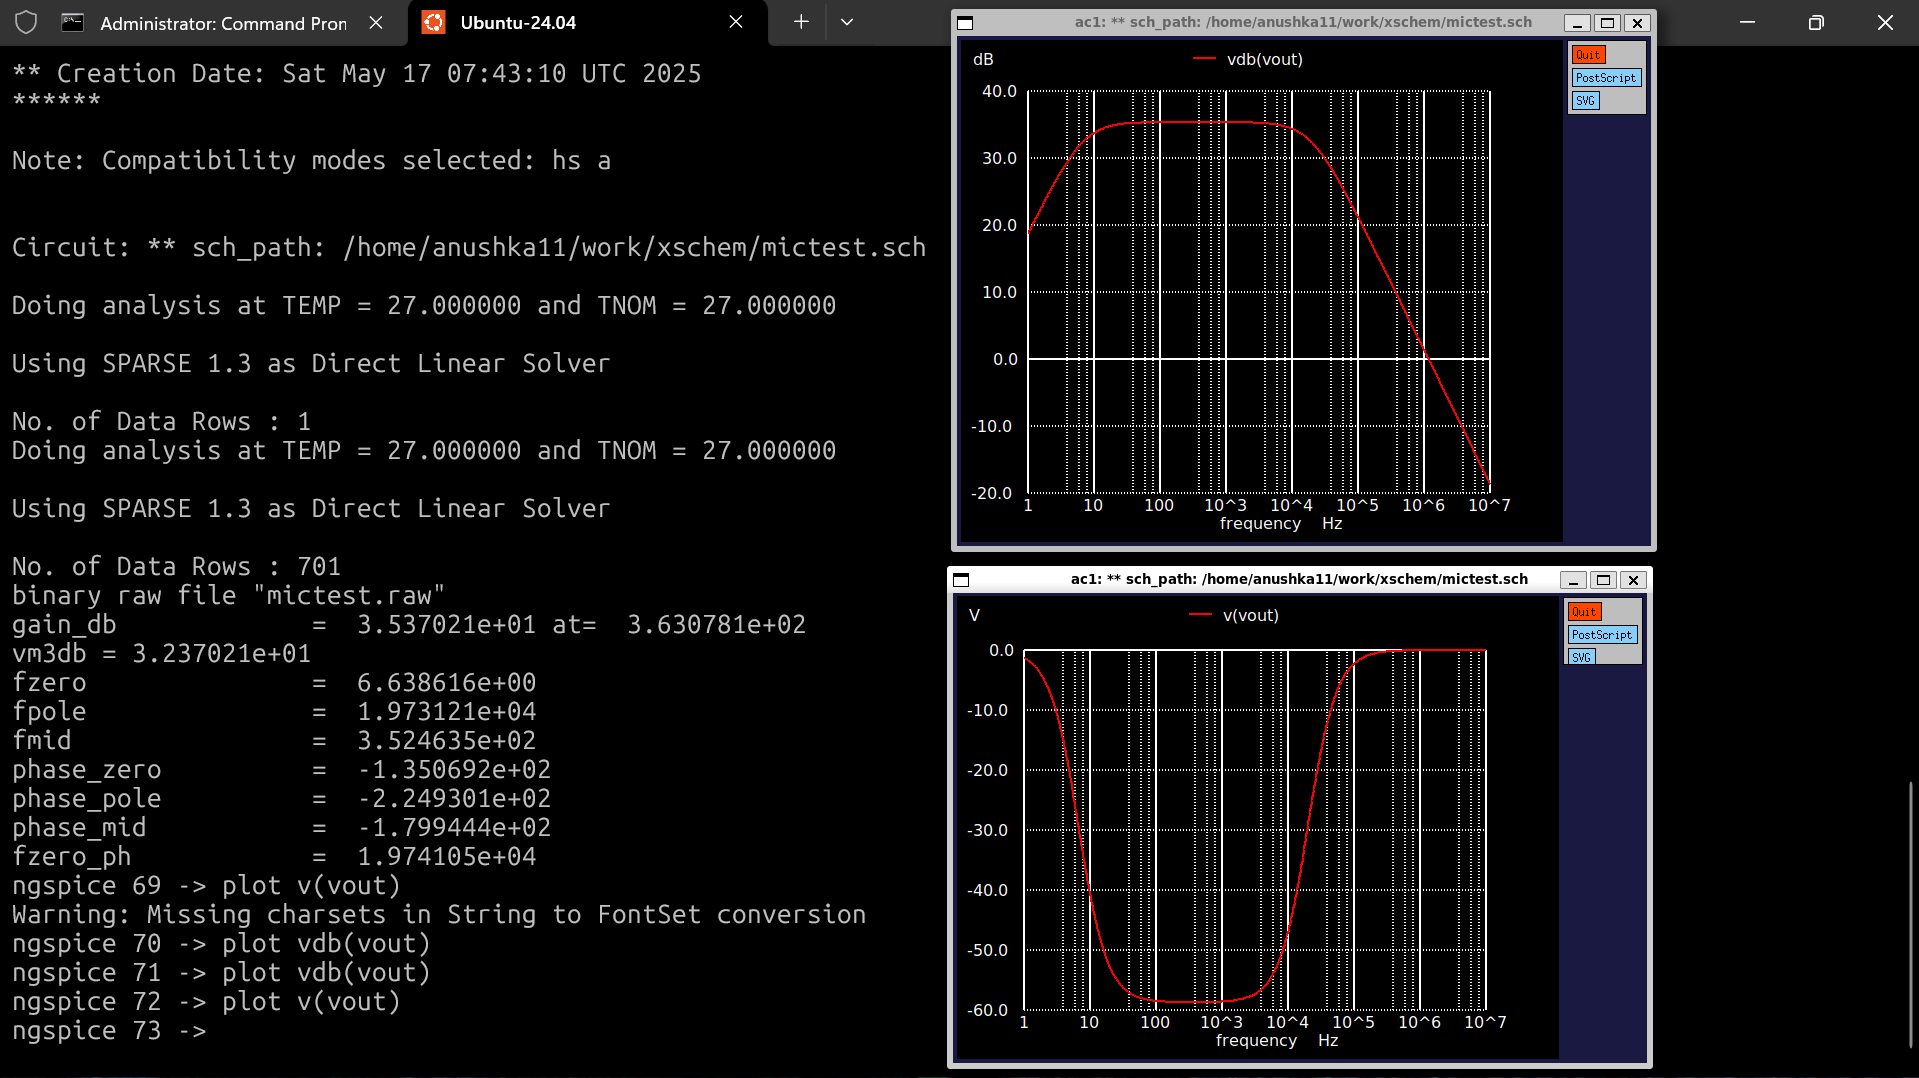 Administrator: Command Pron
Ubuntu-24.04
** Creation Date: Sat May 17 07:43:10 UTC 2025
******
Note: Compatibility modes selected: hs a
Circuit: ** sch_path: /home/anushka11/work/xschem/mictest.sch
Doing analysis at TEMP = 27.000000 and TNOM = 27.000000
Using SPARSE 1.3 as Direct Linear Solver
No. of Data Rows : 1
Doing analysis at TEMP = 27.000000 and TNOM = 27.000000
Using SPARSE 1.3 as Direct Linear Solver
No. of Data Rows : 701
binary raw file "mictest.raw"
gain_db = 3.537021e+01 at= 3.630781e+02
vm3db = 3.237021e+01
fzero = 6.638616e+00
fpole = 1.973121e+04
fmid = 3.524635e+02
phase_zero = -1.350692e+02
phase_pole = -2.249301e+02
phase_mid = -1.799444e+02
fzero_ph = 1.974105e+04
ngspice 69 -> plot v(vout)
Warning: Missing charsets in String to FontSet conversion
ngspice 70 -> plot vdb(vout)
ngspice 71 -> plot vdb(vout)
ngspice 72 -> plot v(vout)
ngspice 73 ->
ac1: ** sch_path: /home/anushka11/work/xschem/mictest.sch
Quit
PostScript
SVG
dB
vdb(vout)
40.0
30.0
20.0
10.0
0.0
-10.0
-20.0
1 10 100 10^3 10^4 10^5 10^6 10^7
frequency Hz
ac1: ** sch_path: /home/anushka11/work/xschem/mictest.sch
Quit
PostScript
SVG
V
v(vout)
0.0
-10.0
-20.0
-30.0
-40.0
-50.0
-60.0
1 10 100 10^3 10^4 10^5 10^6 10^7
frequency Hz